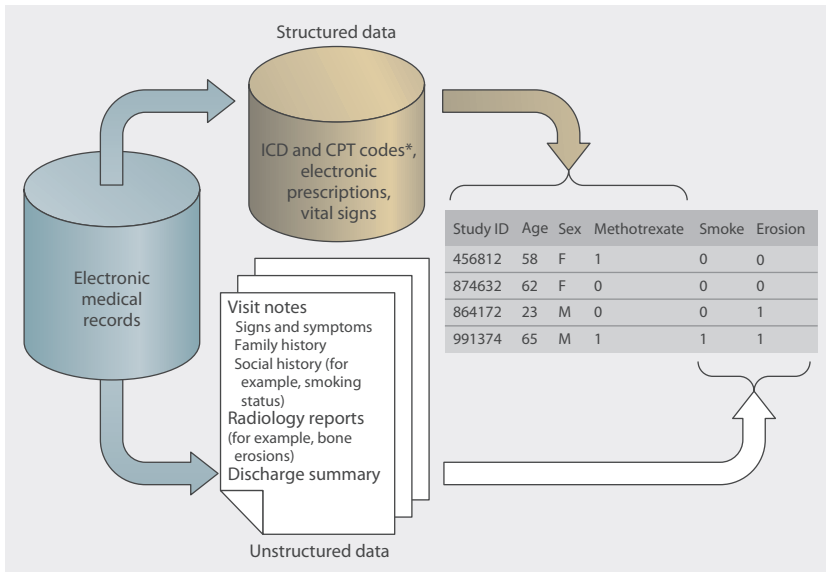 Structured data
ICD and CPT codes*,
electronic
prescriptions,
vital signs
Electronic
medical
records
Visit notes
Signs and symptoms
Family history
Social history (for
example, smoking
status)
Radiology reports
(for example, bone
erosions)
Discharge summary
Unstructured data
Study ID Age Sex Methotrexate Smoke Erosion
456812 58 F 1 0 0
874632 62 F 0 0 0
864172 23 M 0 0 1
991374 65 M 1 1 1